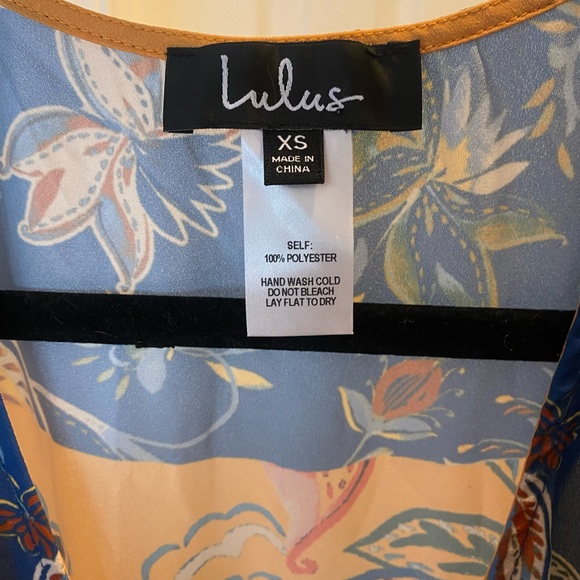 Lulus
XS
MADE IN
CHINA
SELF:
100% POLYESTER
HAND WASH COLD
DO NOT BLEACH
LAY FLAT TO DRY